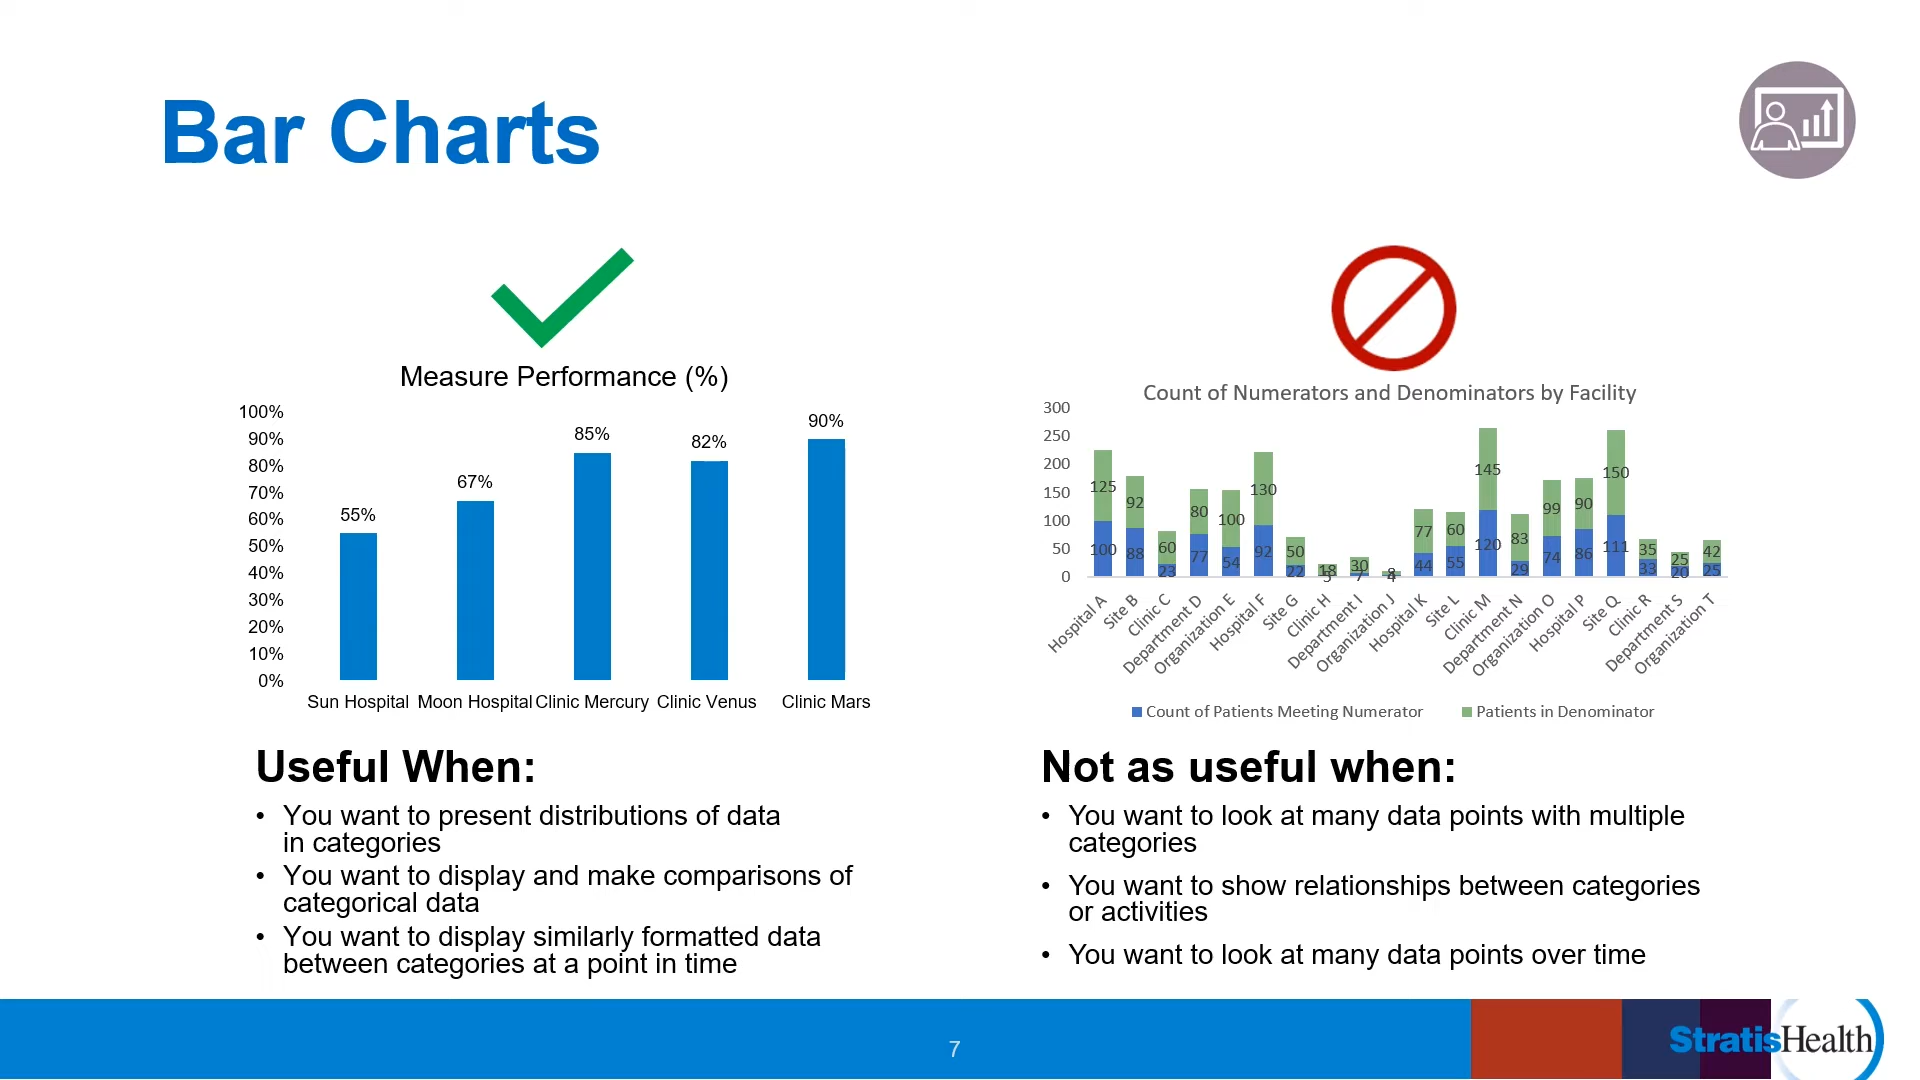 Bar Charts
Measure Performance (%)
100%
90%
80%
70%
60%
50%
40%
30%
20%
10%
0%
55%
67%
85%
82%
90%
Sun Hospital
Moon Hospital
Clinic Mercury
Clinic Venus
Clinic Mars
Useful When:
• You want to present distributions of data
in categories
• You want to display and make comparisons of
categorical data
• You want to display similarly formatted data
between categories at a point in time
Count of Numerators and Denominators by Facility
300
250
200
150
100
50
0
125
92
60
80
100
130
50
18
30
8
77
60
145
83
99
90
150
35
25
42
100
88
23
77
54
92
22
7
4
44
55
120
29
74
86
111
33
20
25
Hospital A
Site B
Clinic C
Department D
Organization E
Hospital F
Site G
Clinic H
Department I
Organization J
Hospital K
Site L
Clinic M
Department N
Organization O
Hospital P
Site Q
Clinic R
Department S
Organization T
Count of Patients Meeting Numerator
Patients in Denominator
Not as useful when:
• You want to look at many data points with multiple
categories
• You want to show relationships between categories
or activities
• You want to look at many data points over time
7
StratisHealth